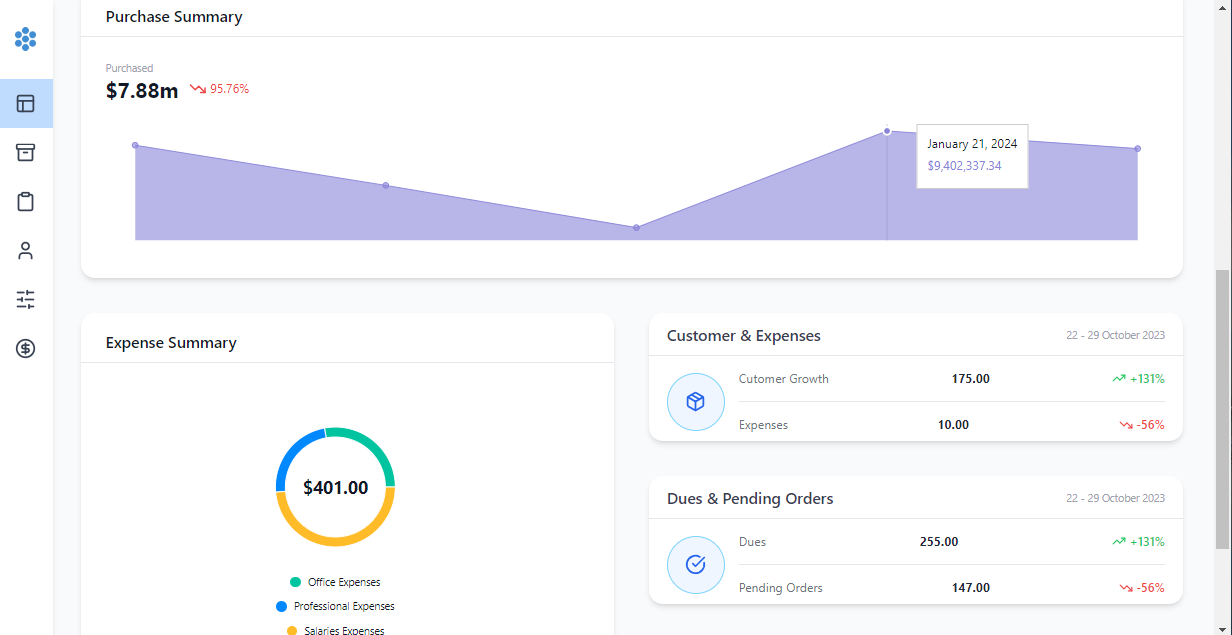 Purchase Summary
Purchased
$7.88m 95.76%
January 21, 2024
$9,402,337.34
Expense Summary
$401.00
Office Expenses
Professional Expenses
Salaries Expenses
Customer & Expenses 22 - 29 October 2023
Cutomer Growth 175.00 +131%
Expenses 10.00 -56%
Dues & Pending Orders 22 - 29 October 2023
Dues 255.00 +131%
Pending Orders 147.00 -56%